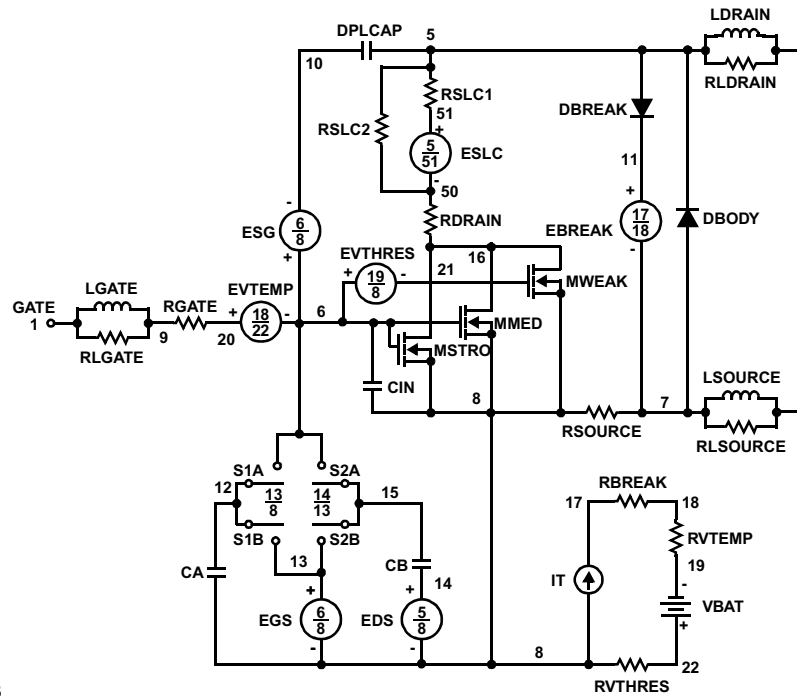 LDRAIN
DPLCAP 5
10
RLDRAIN
RSLC1
51
DBREAK
RSLC2
+
5
51
ESLC
-
50
11
-
+
RDRAIN
17
18
ESG
6
8
EBREAK
DBODY
+
EVTHRES
16
-
+ 19
8
- 21
MWEAK
LGATE
EVTEMP
GATE
1
RGATE
+ 18
22
- 6
MMED
9
20
MSTRO
RLGATE
LSOURCE
CIN
8
7
RSOURCE
RLSOURCE
S1A
S2A
12
13
8
14
13
15
RBREAK
17
18
S1B
S2B
RVTEMP
13
CB
CA
19
IT
14
-
+
+
VBAT
EGS
6
8
EDS
5
8
+
-
-
8
22
RVTHRES